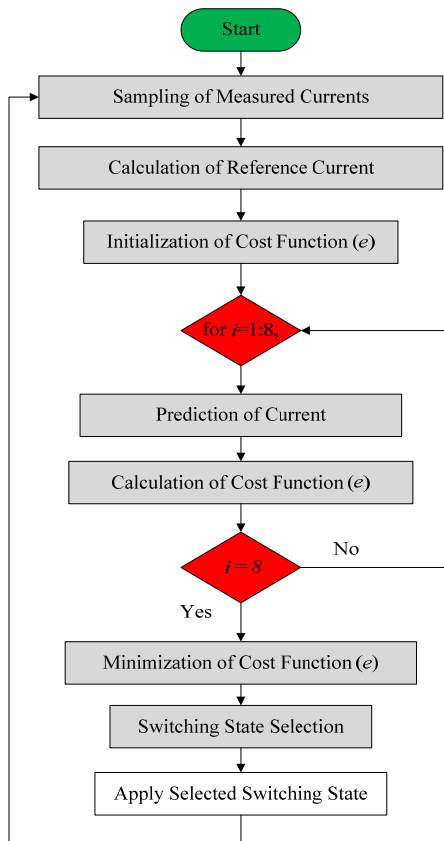 Start
Sampling of Measured Currents
Calculation of Reference Current
Initialization of Cost Function (e)
for i=1:8,
Prediction of Current
Calculation of Cost Function (e)
i = 8
No
Yes
Minimization of Cost Function (e)
Switching State Selection
Apply Selected Switching State